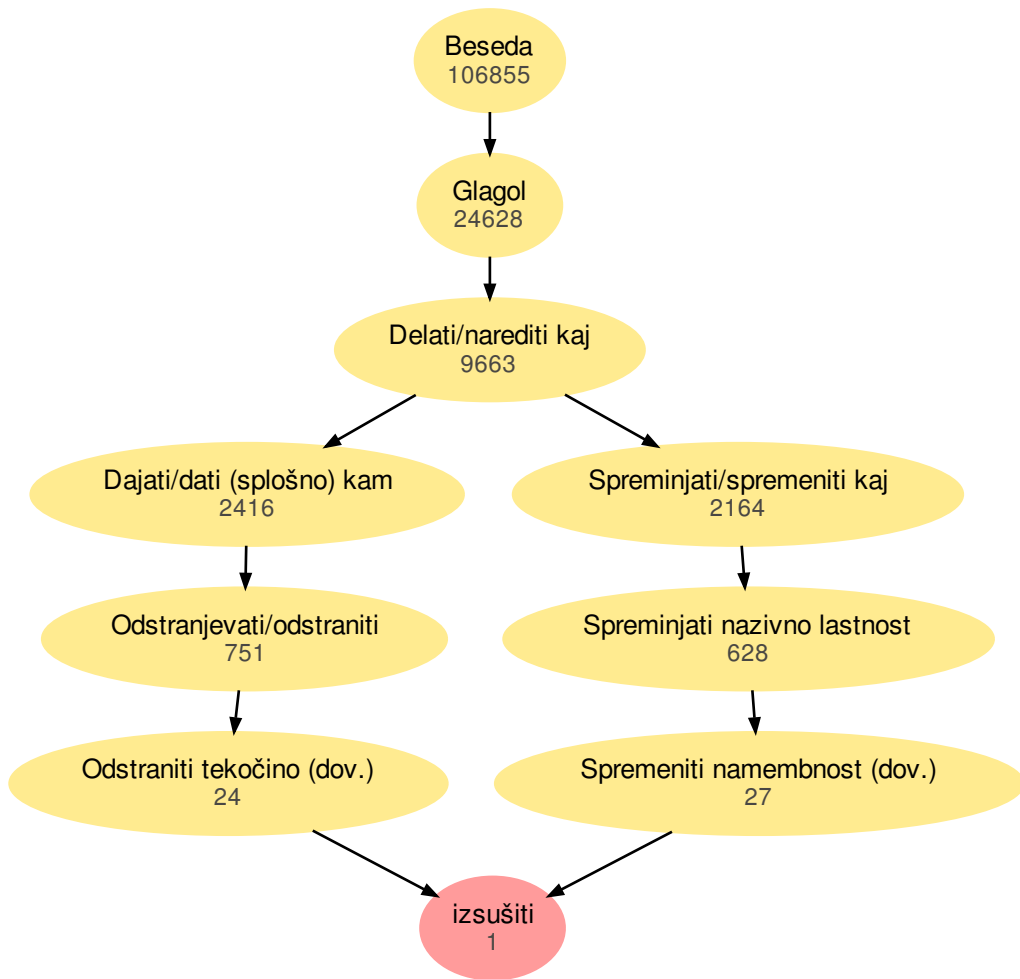 Beseda
106855
Glagol
24628
Delati/narediti kaj
9663
Dajati/dati (splošno) kam
2416
Spreminjati/spremeniti kaj
2164
Odstranjevati/odstraniti
751
Spreminjati nazivno lastnost
628
Odstraniti tekočino (dov.)
24
Spremeniti namembnost (dov.)
27
izsušiti
1